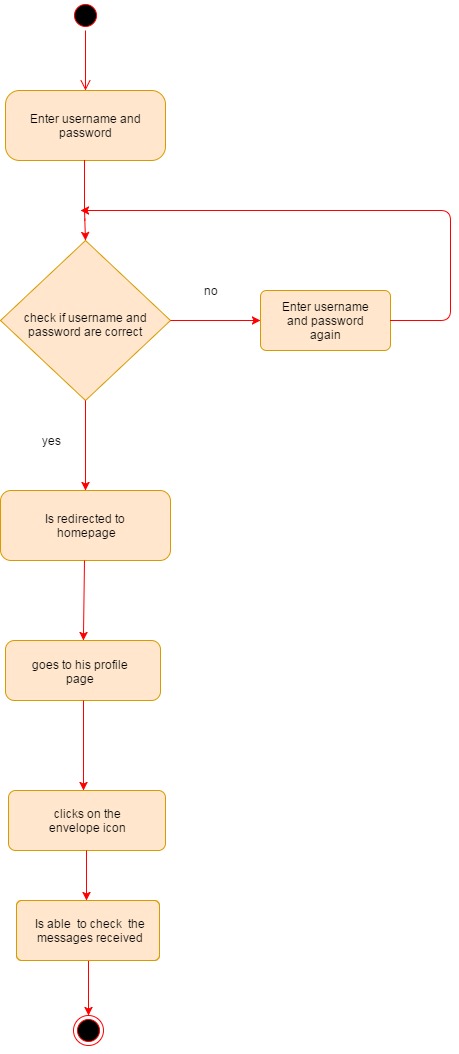 Enter username and
password
check if username and
password are correct
no
Enter username
and password
again
yes
Is redirected to
homepage
goes to his profile
page
clicks on the
envelope icon
Is able to check the
messages received